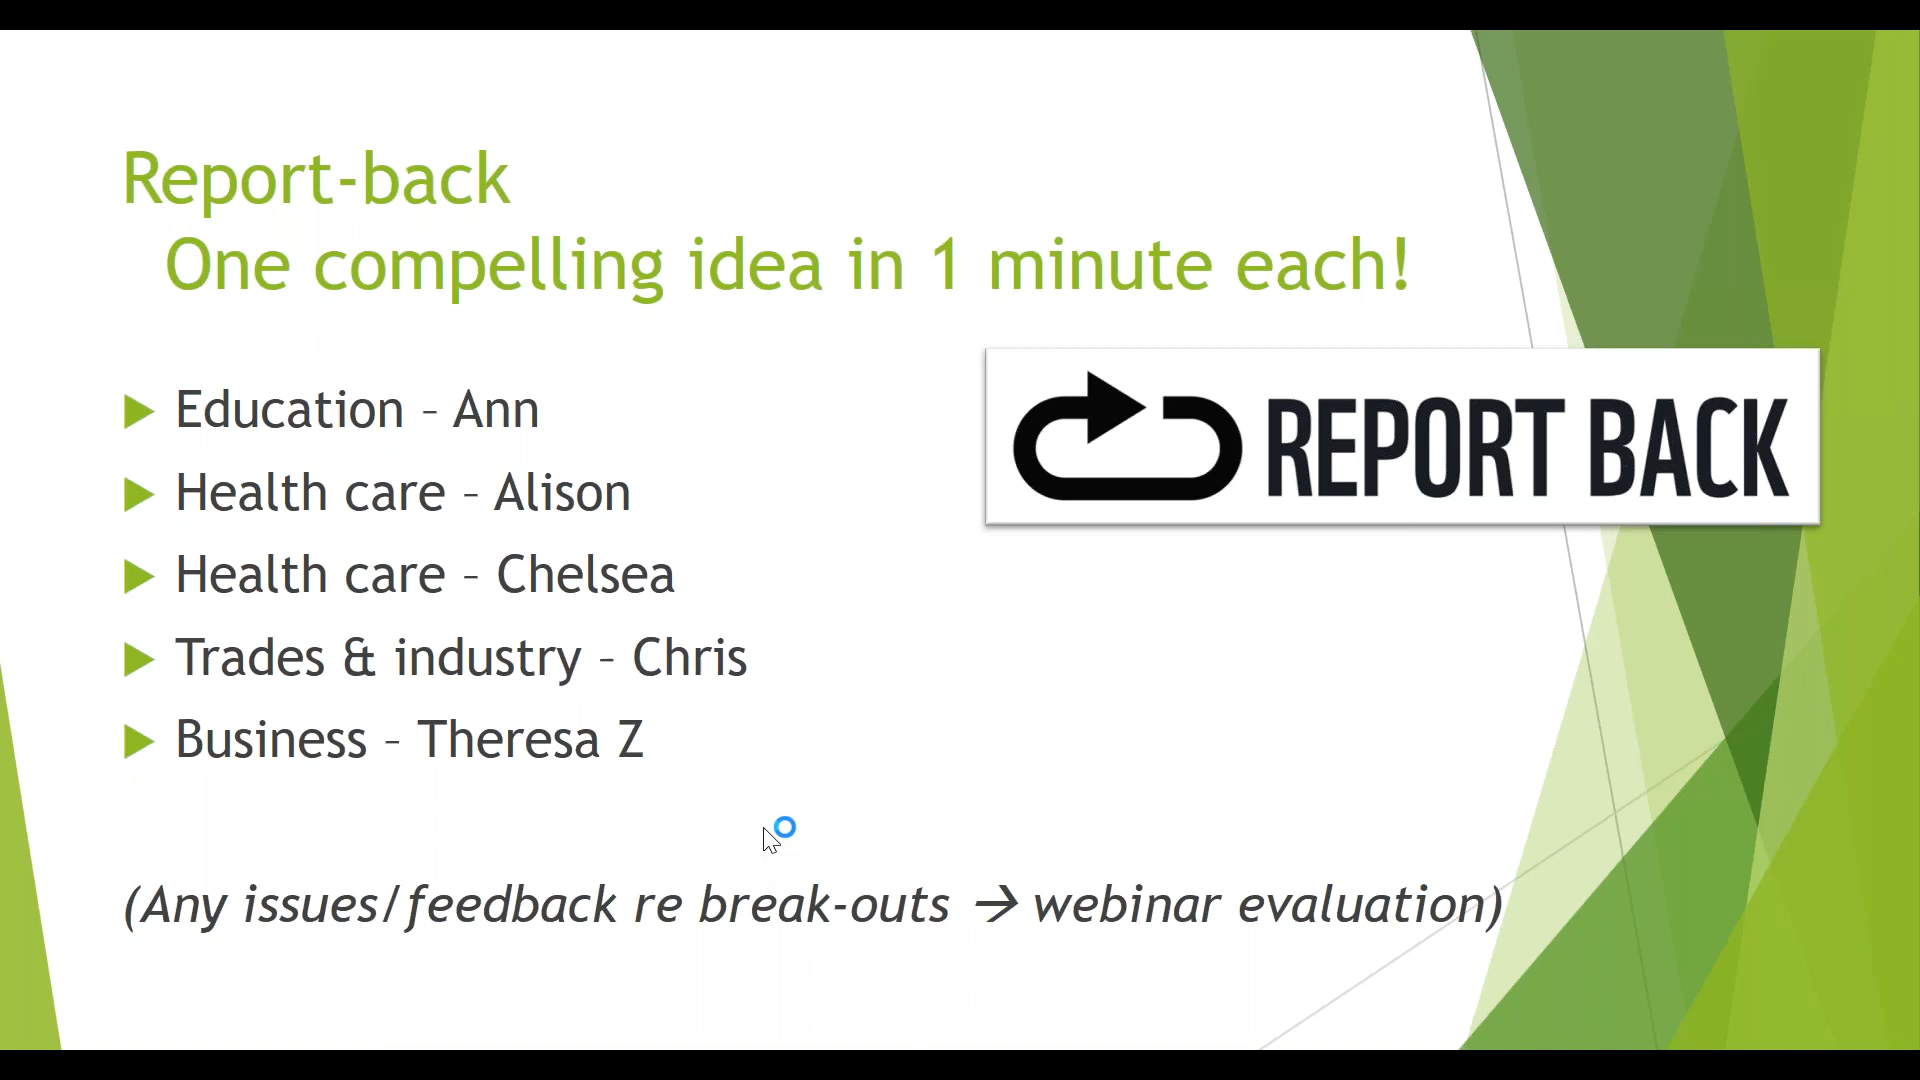 Report-back
One compelling idea in 1 minute each!
Education – Ann
Health care – Alison
REPORT BACK
Health care – Chelsea
Trades & industry – Chris
Business – Theresa Z
(Any issues/feedback re break-outs → webinar evaluation)